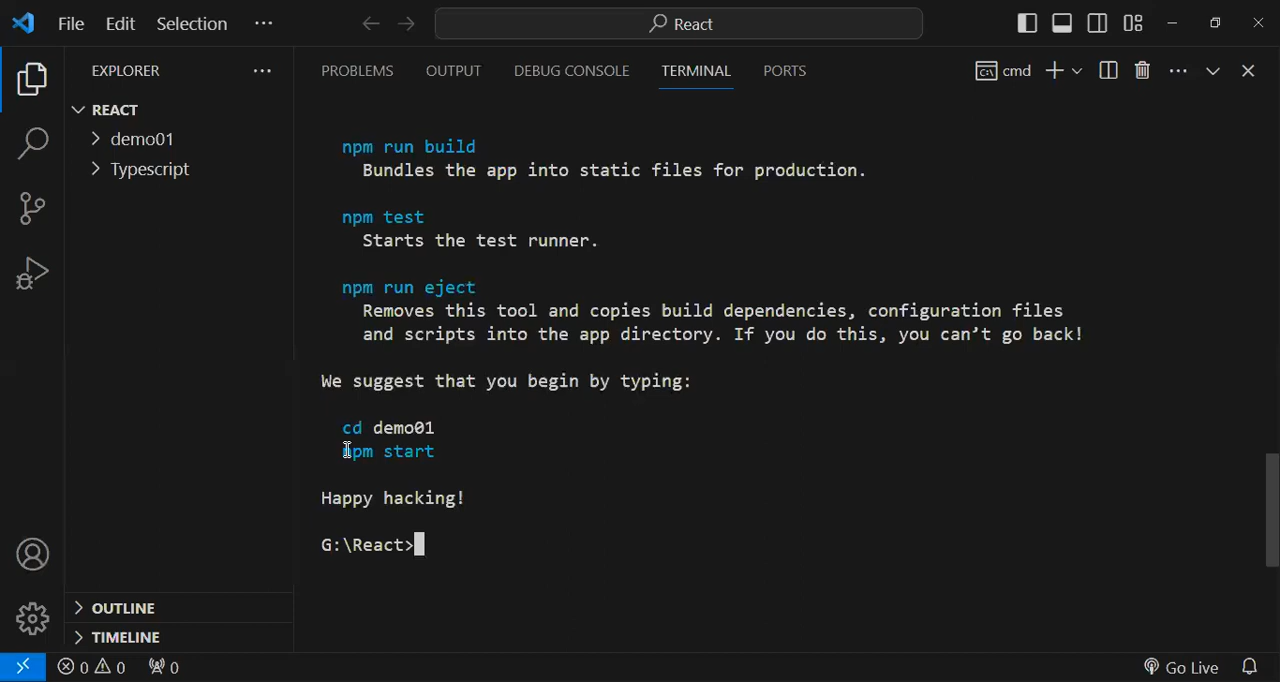 File Edit Selection ··· React
EXPLORER ···
PROBLEMS OUTPUT DEBUG CONSOLE TERMINAL PORTS cmd ···
REACT
demo01
Typescript
npm run build
Bundles the app into static files for production.
npm test
Starts the test runner.
npm run eject
Removes this tool and copies build dependencies, configuration files
and scripts into the app directory. If you do this, you can’t go back!
We suggest that you begin by typing:
cd demo01
npm start
Happy hacking!
G:\React>
OUTLINE
TIMELINE
0 0 0 Go Live